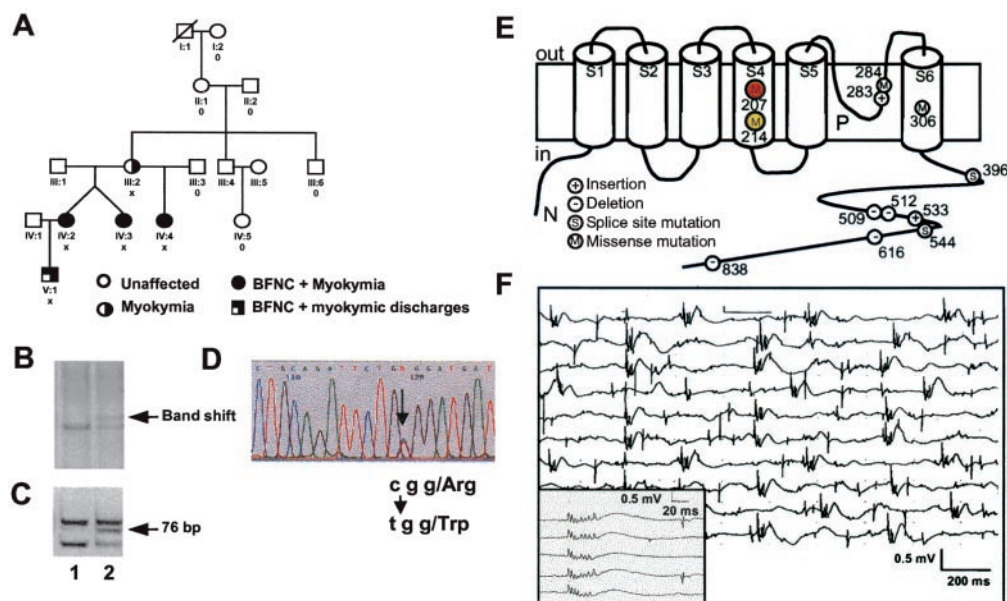 A
I:1 I:2
0
II:1 II:2
0 0
III:1 III:2 III:3 III:4 III:5 III:6
x 0 0 0
IV:1 IV:2 IV:3 IV:4 IV:5
x x x 0
V:1
x
Unaffected
Myokymia
BFNC + Myokymia
BFNC + myokymic discharges
B
Band shift
C
76 bp
1 2
D
120
c g g/Arg
t g g/Trp
E
out
in
S1 S2 S3 S4 S5 S6
M
207
M
214
P
284 M
283 +
M
306
N
+ Insertion
- Deletion
S Splice site mutation
M Missense mutation
S 396
509 512 533
S 544
616
838
F
0.5 mV
20 ms
0.5 mV
200 ms